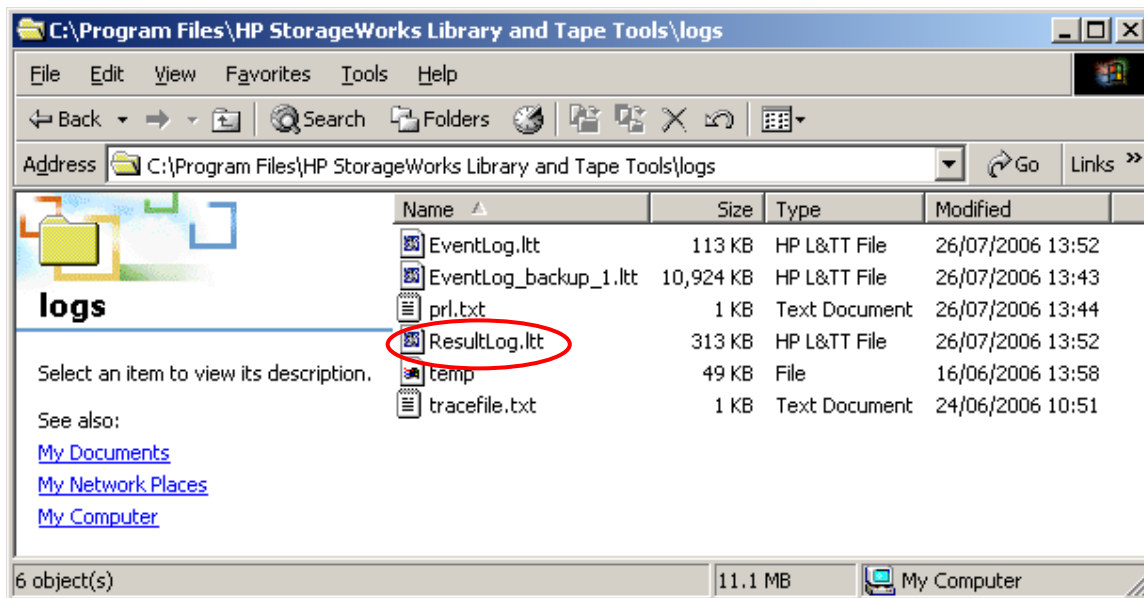 C:\Program Files\HP StorageWorks Library and Tape Tools\logs
File Edit View Favorites Tools Help
Back Search Folders
Address C:\Program Files\HP StorageWorks Library and Tape Tools\logs Go Links »
Name Size Type Modified
EventLog.ltt 113 KB HP L&TT File 26/07/2006 13:52
EventLog_backup_1.ltt 10,924 KB HP L&TT File 26/07/2006 13:43
prl.txt 1 KB Text Document 26/07/2006 13:44
ResultLog.ltt 313 KB HP L&TT File 26/07/2006 13:52
temp 49 KB File 16/06/2006 13:58
tracefile.txt 1 KB Text Document 24/06/2006 10:51
logs
Select an item to view its description.
See also:
My Documents
My Network Places
My Computer
6 object(s) 11.1 MB My Computer